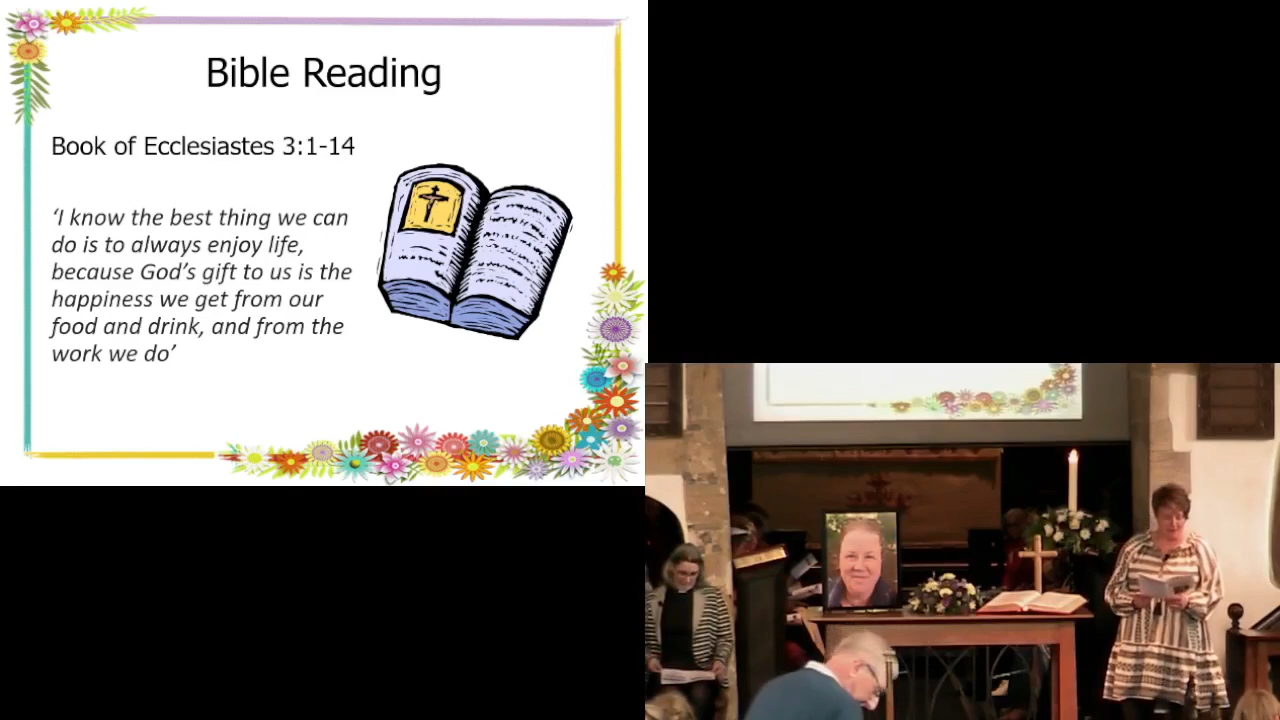 Bible Reading
Book of Ecclesiastes 3:1-14
‘I know the best thing we can
do is to always enjoy life,
because God’s gift to us is the
happiness we get from our
food and drink, and from the
work we do’